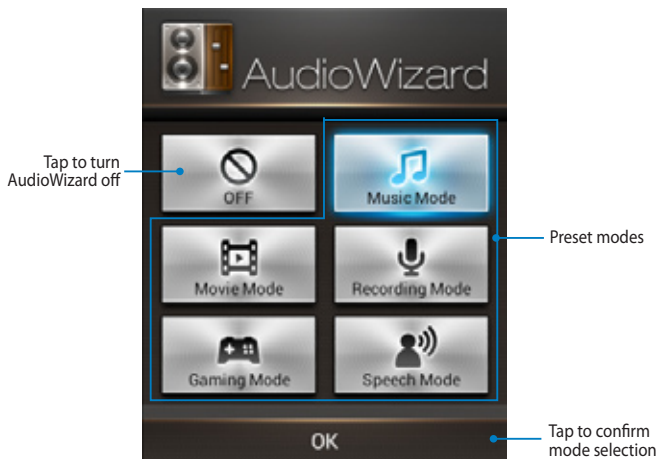 AudioWizard
Tap to turn
AudioWizard off
OFF
Music Mode
Preset modes
Movie Mode
Recording Mode
Gaming Mode
Speech Mode
OK
Tap to confirm
mode selection